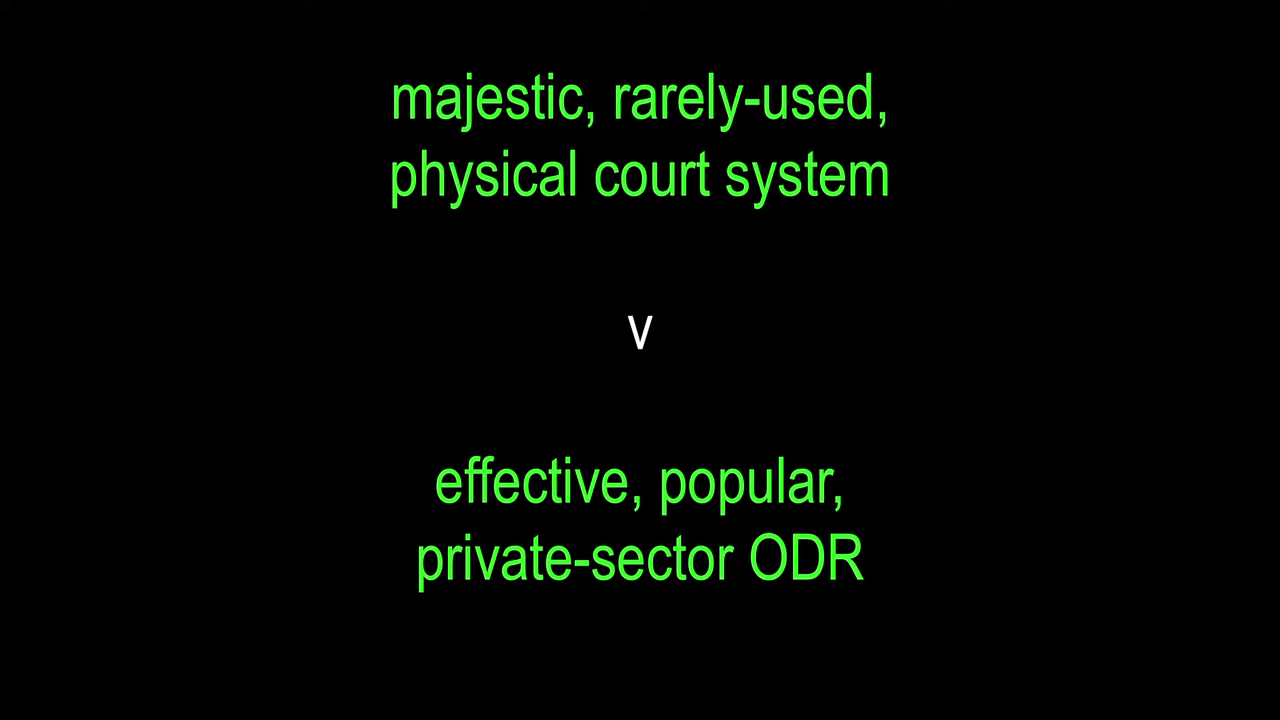 majestic, rarely-used,
physical court system
v
effective, popular,
private-sector ODR